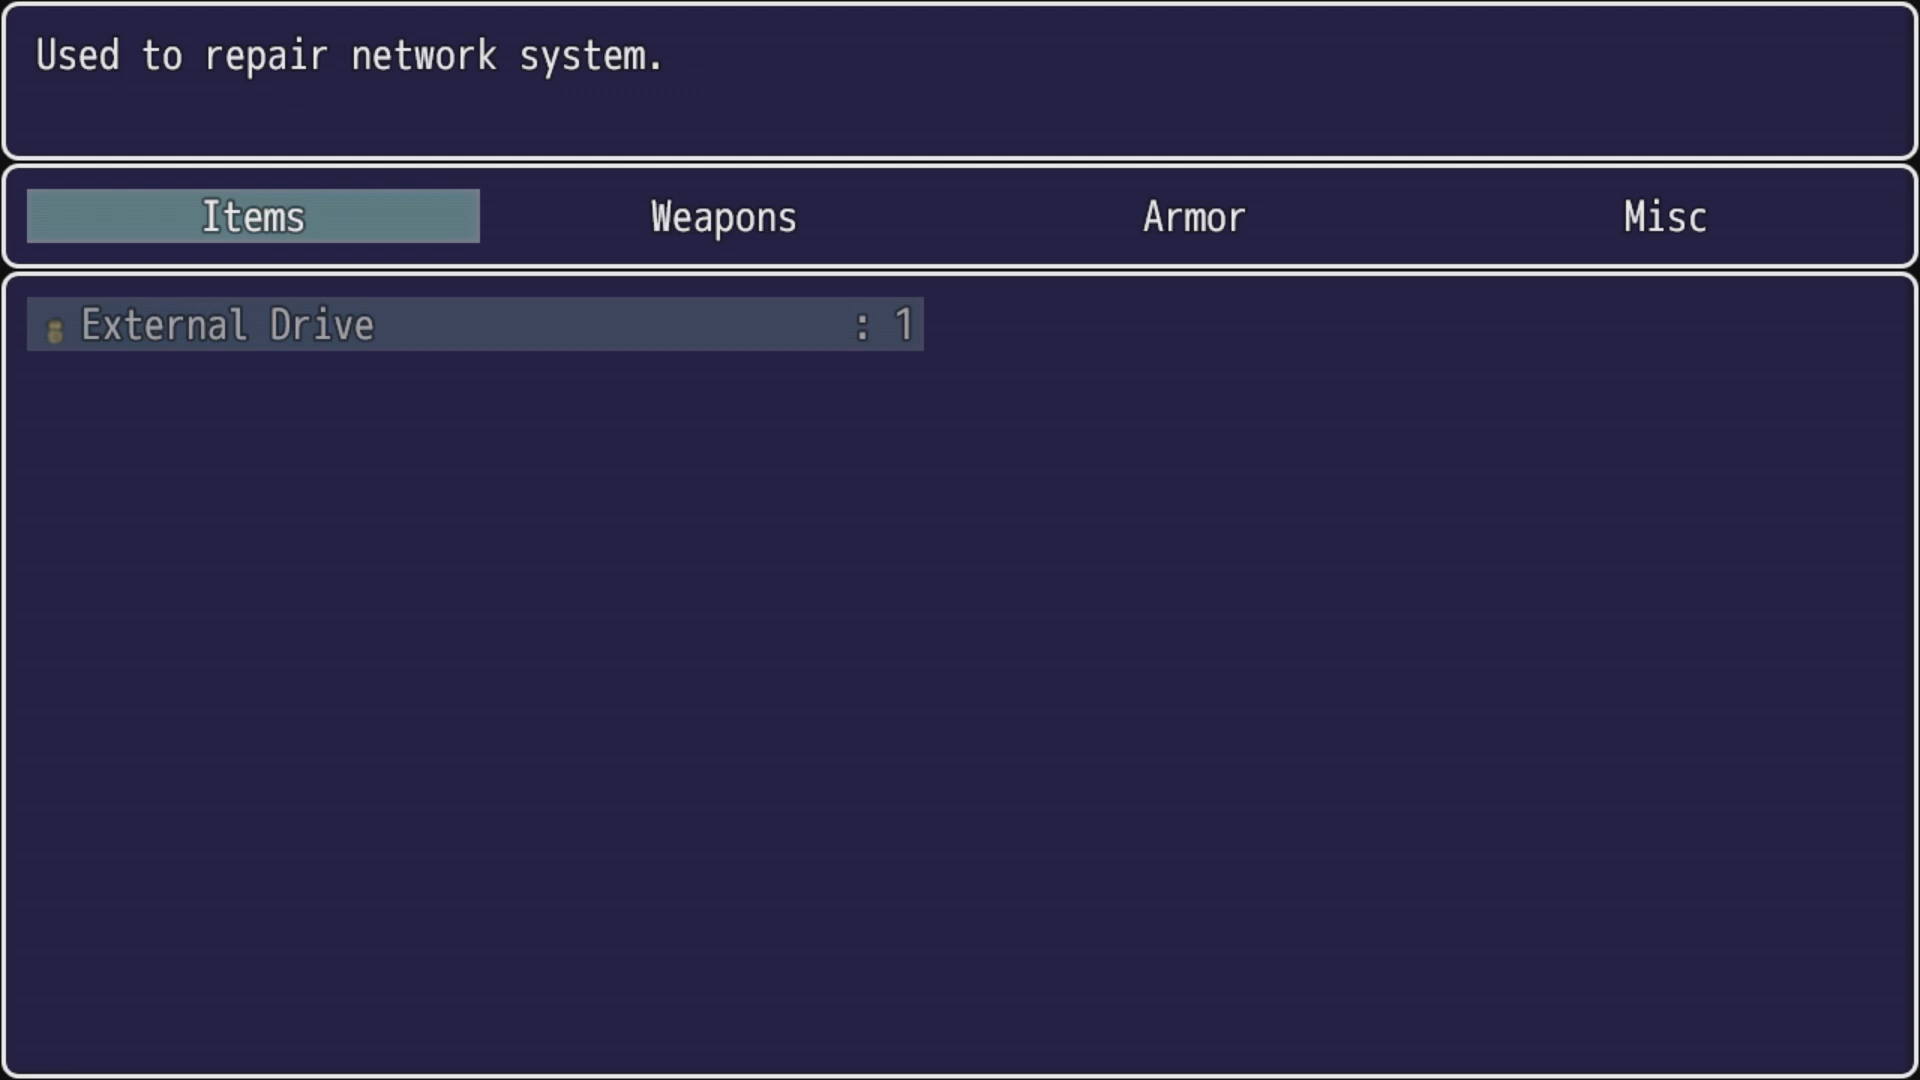 Used to repair network system.
Items Weapons Armor Misc
External Drive : 1